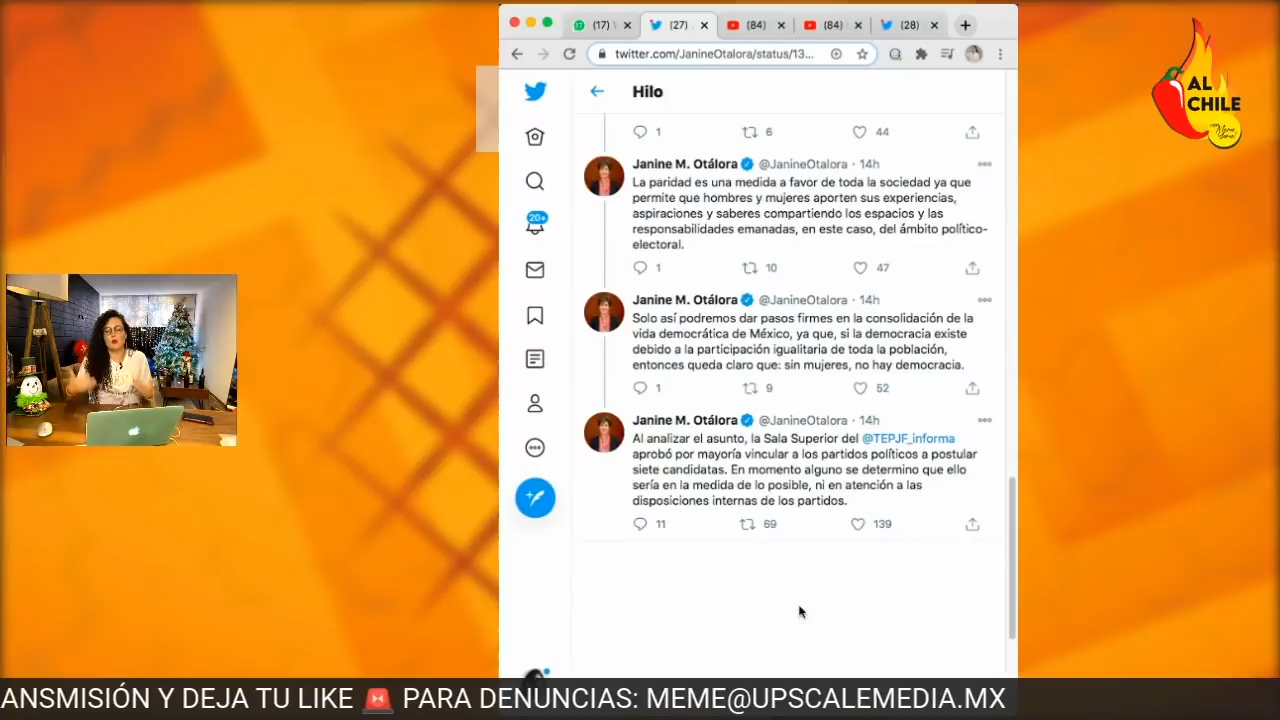 (17)
(27)
(84)
(84)
(28)
twitter.com/JanineOtalora/status/13...
Hilo
1 6 44
Janine M. Otálora @JanineOtalora · 14h
La paridad es una medida a favor de toda la sociedad ya que
permite que hombres y mujeres aporten sus experiencias,
aspiraciones y saberes compartiendo los espacios y las
responsabilidades emanadas, en este caso, del ámbito político-
electoral.
1 10 47
Janine M. Otálora @JanineOtalora · 14h
Solo así podremos dar pasos firmes en la consolidación de la
vida democrática de México, ya que, si la democracia existe
debido a la participación igualitaria de toda la población,
entonces queda claro que: sin mujeres, no hay democracia.
1 9 52
Janine M. Otálora @JanineOtalora · 14h
Al analizar el asunto, la Sala Superior del @TEPJF_informa
aprobó por mayoría vincular a los partidos políticos a postular
siete candidatas. En momento alguno se determino que ello
sería en la medida de lo posible, ni en atención a las
disposiciones internas de los partidos.
11 69 139
20+
AL
CHILE
ANSMISIÓN Y DEJA TU LIKE 🚨 PARA DENUNCIAS: MEME@UPSCALEMEDIA.MX